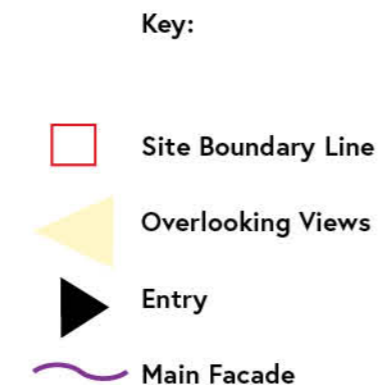 Key:
Site Boundary Line
Overlooking Views
Entry
Main Facade